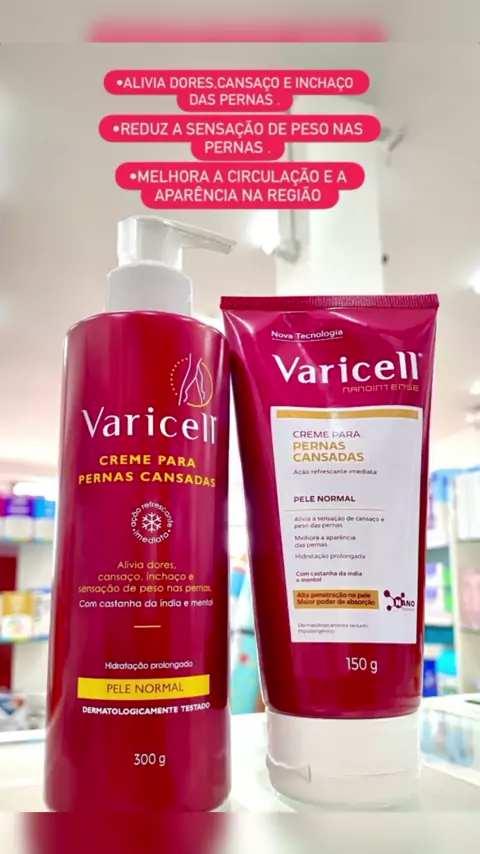 •ALIVIA DORES,CANSAÇO E INCHAÇO
DAS PERNAS .
•REDUZ A SENSAÇÃO DE PESO NAS
PERNAS .
•MELHORA A CIRCULAÇÃO E A
APARÊNCIA NA REGIÃO
Varicell
CREME PARA
PERNAS CANSADAS
ação refrescante
imediata
Alivia dores,
cansaço, inchaço e
sensação de peso nas pernas.
Com castanha da índia e mentol
Hidratação prolongada
PELE NORMAL
DERMATOLOGICAMENTE TESTADO
300g
Nova Tecnologia
Varicell®
NANOINTENSE
CREME PARA
PERNAS
CANSADAS
Ação refrescante imediata
PELE NORMAL
Alivia a sensação de cansaço e
peso das pernas
Melhora a aparência
das pernas
Hidratação prolongada
Com castanha da índia
e mentol
Alta penetração na pele
Maior poder de absorção
NANO
Dermatologicamente testado
Hipoalergênico
150 g